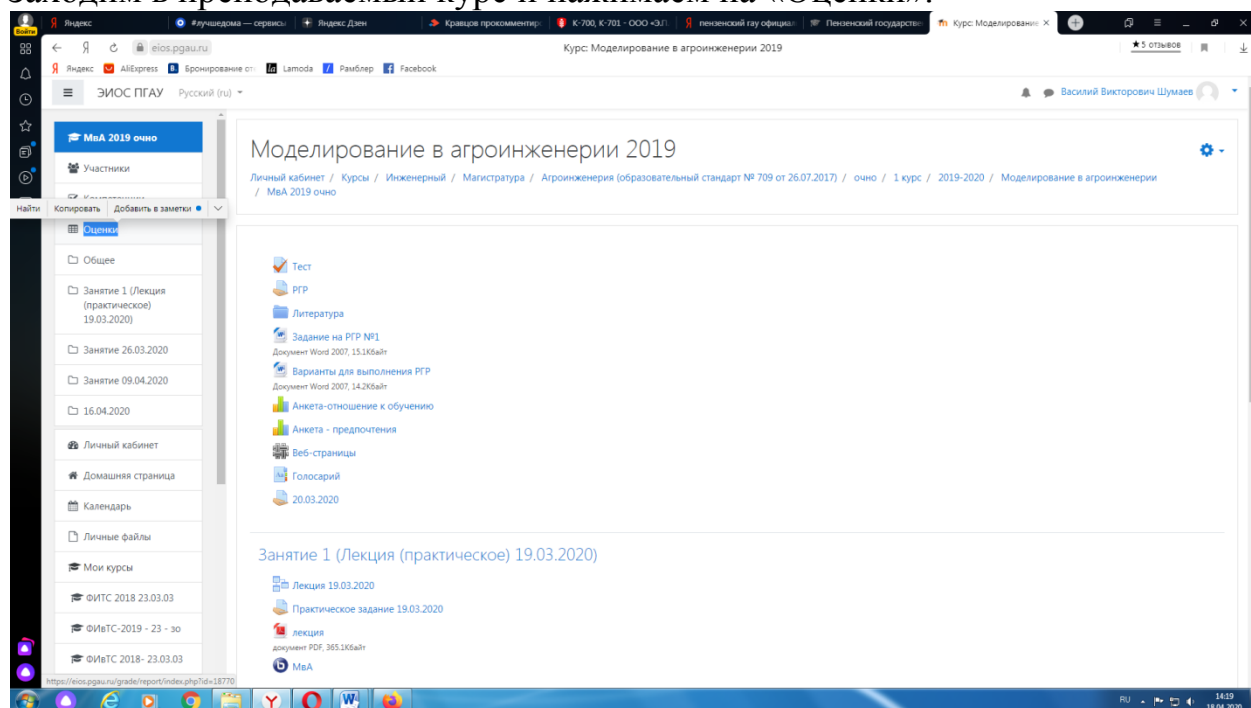 Заходим в преподаваемый курс и нажимаем на «Оценки».
Войти
Яндекс
#лучшедома — сервисы
Яндекс Дзен
Кравцов прокомментиро
К-700, К-701 - ООО «Э.П
пензенский гау официал
Пензенский государстве
Курс: Моделирование
eios.pgau.ru
Курс: Моделирование в агроинженерии 2019
★5 отзывов
Яндекс
AliExpress
Бронирование от
Lamoda
Рамблер
Facebook
ЭИОС ПГАУ
Русский (ru)
Василий Викторович Шумаев
МвА 2019 очно
Участники
Найти
Копировать
Добавить в заметки
Оценки
Общее
Занятие 1 (Лекция
(практическое)
19.03.2020)
Занятие 26.03.2020
Занятие 09.04.2020
16.04.2020
Личный кабинет
Домашняя страница
Календарь
Личные файлы
Мои курсы
ФИТС 2018 23.03.03
ФИвТС-2019 - 23 - зо
ФИвТС 2018- 23.03.03
https://eios.pgau.ru/grade/report/index.php?id=18770
Моделирование в агроинженерии 2019
Личный кабинет / Курсы / Инженерный / Магистратура / Агроинженерия (образовательный стандарт № 709 от 26.07.2017) / очно / 1 курс / 2019-2020 / Моделирование в агроинженерии
/ МвА 2019 очно
Тест
РГР
Литература
Задание на РГР №1
Документ Word 2007, 15.1Кбайт
Варианты для выполнения РГР
Документ Word 2007, 14.2Кбайт
Анкета-отношение к обучению
Анкета - предпочтения
Веб-страницы
Голосарий
20.03.2020
Занятие 1 (Лекция (практическое) 19.03.2020)
Лекция 19.03.2020
Практическое задание 19.03.2020
лекция
документ PDF, 365.1Кбайт
МвА
RU
14:19
18.04.2020